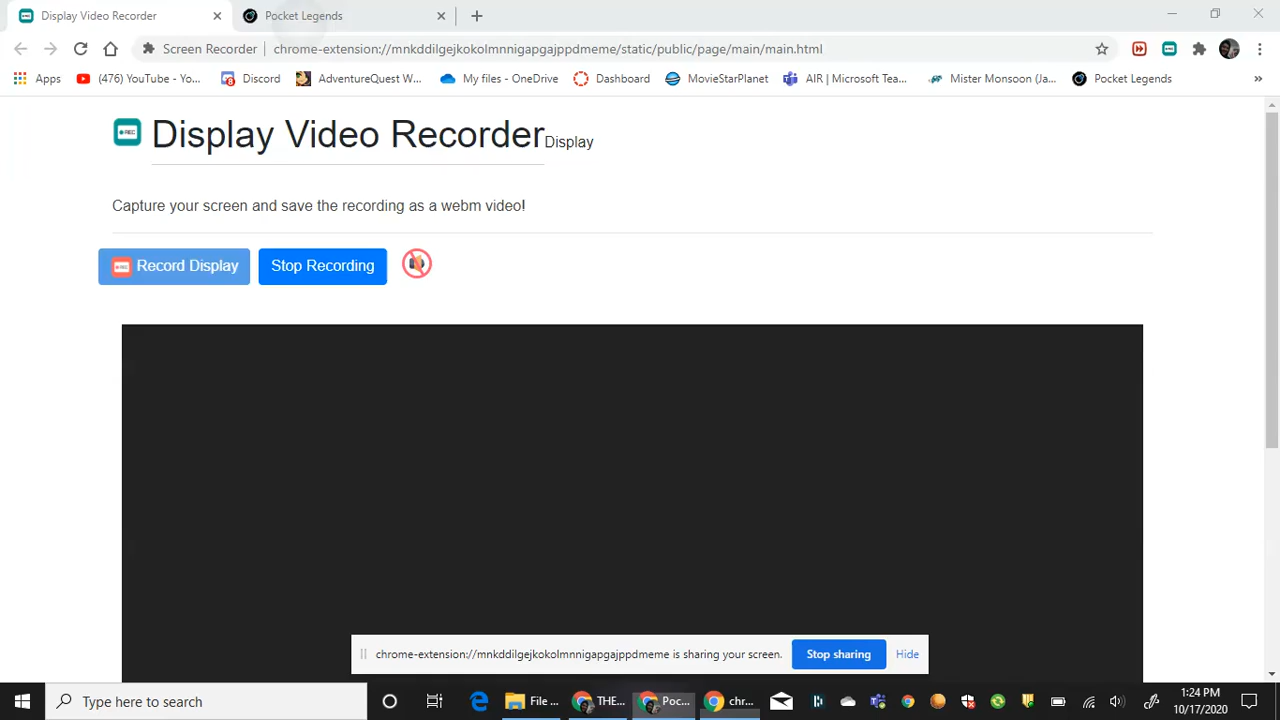 Display Video Recorder
Pocket Legends
Screen Recorder
chrome-extension://mnkddilgejkokolmnnigapgajppdmeme/static/public/page/main/main.html
Apps
(476) YouTube - Yo...
Discord
8
AdventureQuest W...
My files - OneDrive
Dashboard
MovieStarPlanet
AIR | Microsoft Tea...
Mister Monsoon (Ja...
Pocket Legends
»
REC
Display Video Recorder Display
Capture your screen and save the recording as a webm video!
REC Record Display
Stop Recording
chrome-extension://mnkddilgejkokolmnnigapgajppdmeme is sharing your screen.
Stop sharing
Hide
Type here to search
File ...
THE...
Poc...
chr...
1:24 PM
10/17/2020